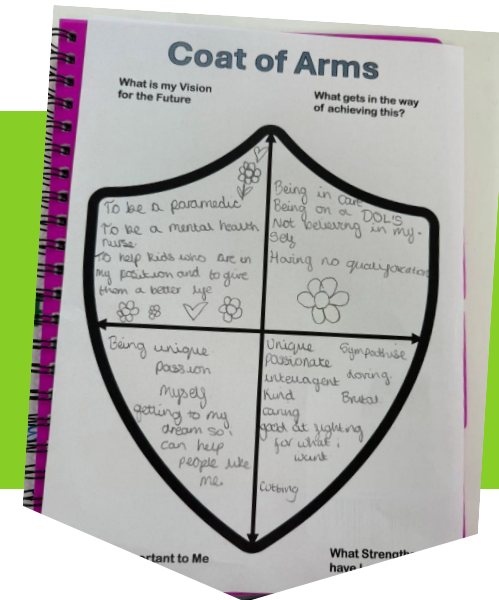 Coat of Arms
What is my Vision
for the Future
What gets in the way
of achieving this?
To be a paramedic
To be a mental health
nurse.
To help kids who are in
my position and to give
them a better life
Being in care
Being on a DOL'S
Not believing in my-
self
Having no
Being unique
passion
myself
getting to my
dream so i
can help
people like
me.
Unique Sympathise
passionate loving.
intellagent
Kind Brutal
caring
good at fighting
for what i
want
cutting
ortant to Me
What Strength
have